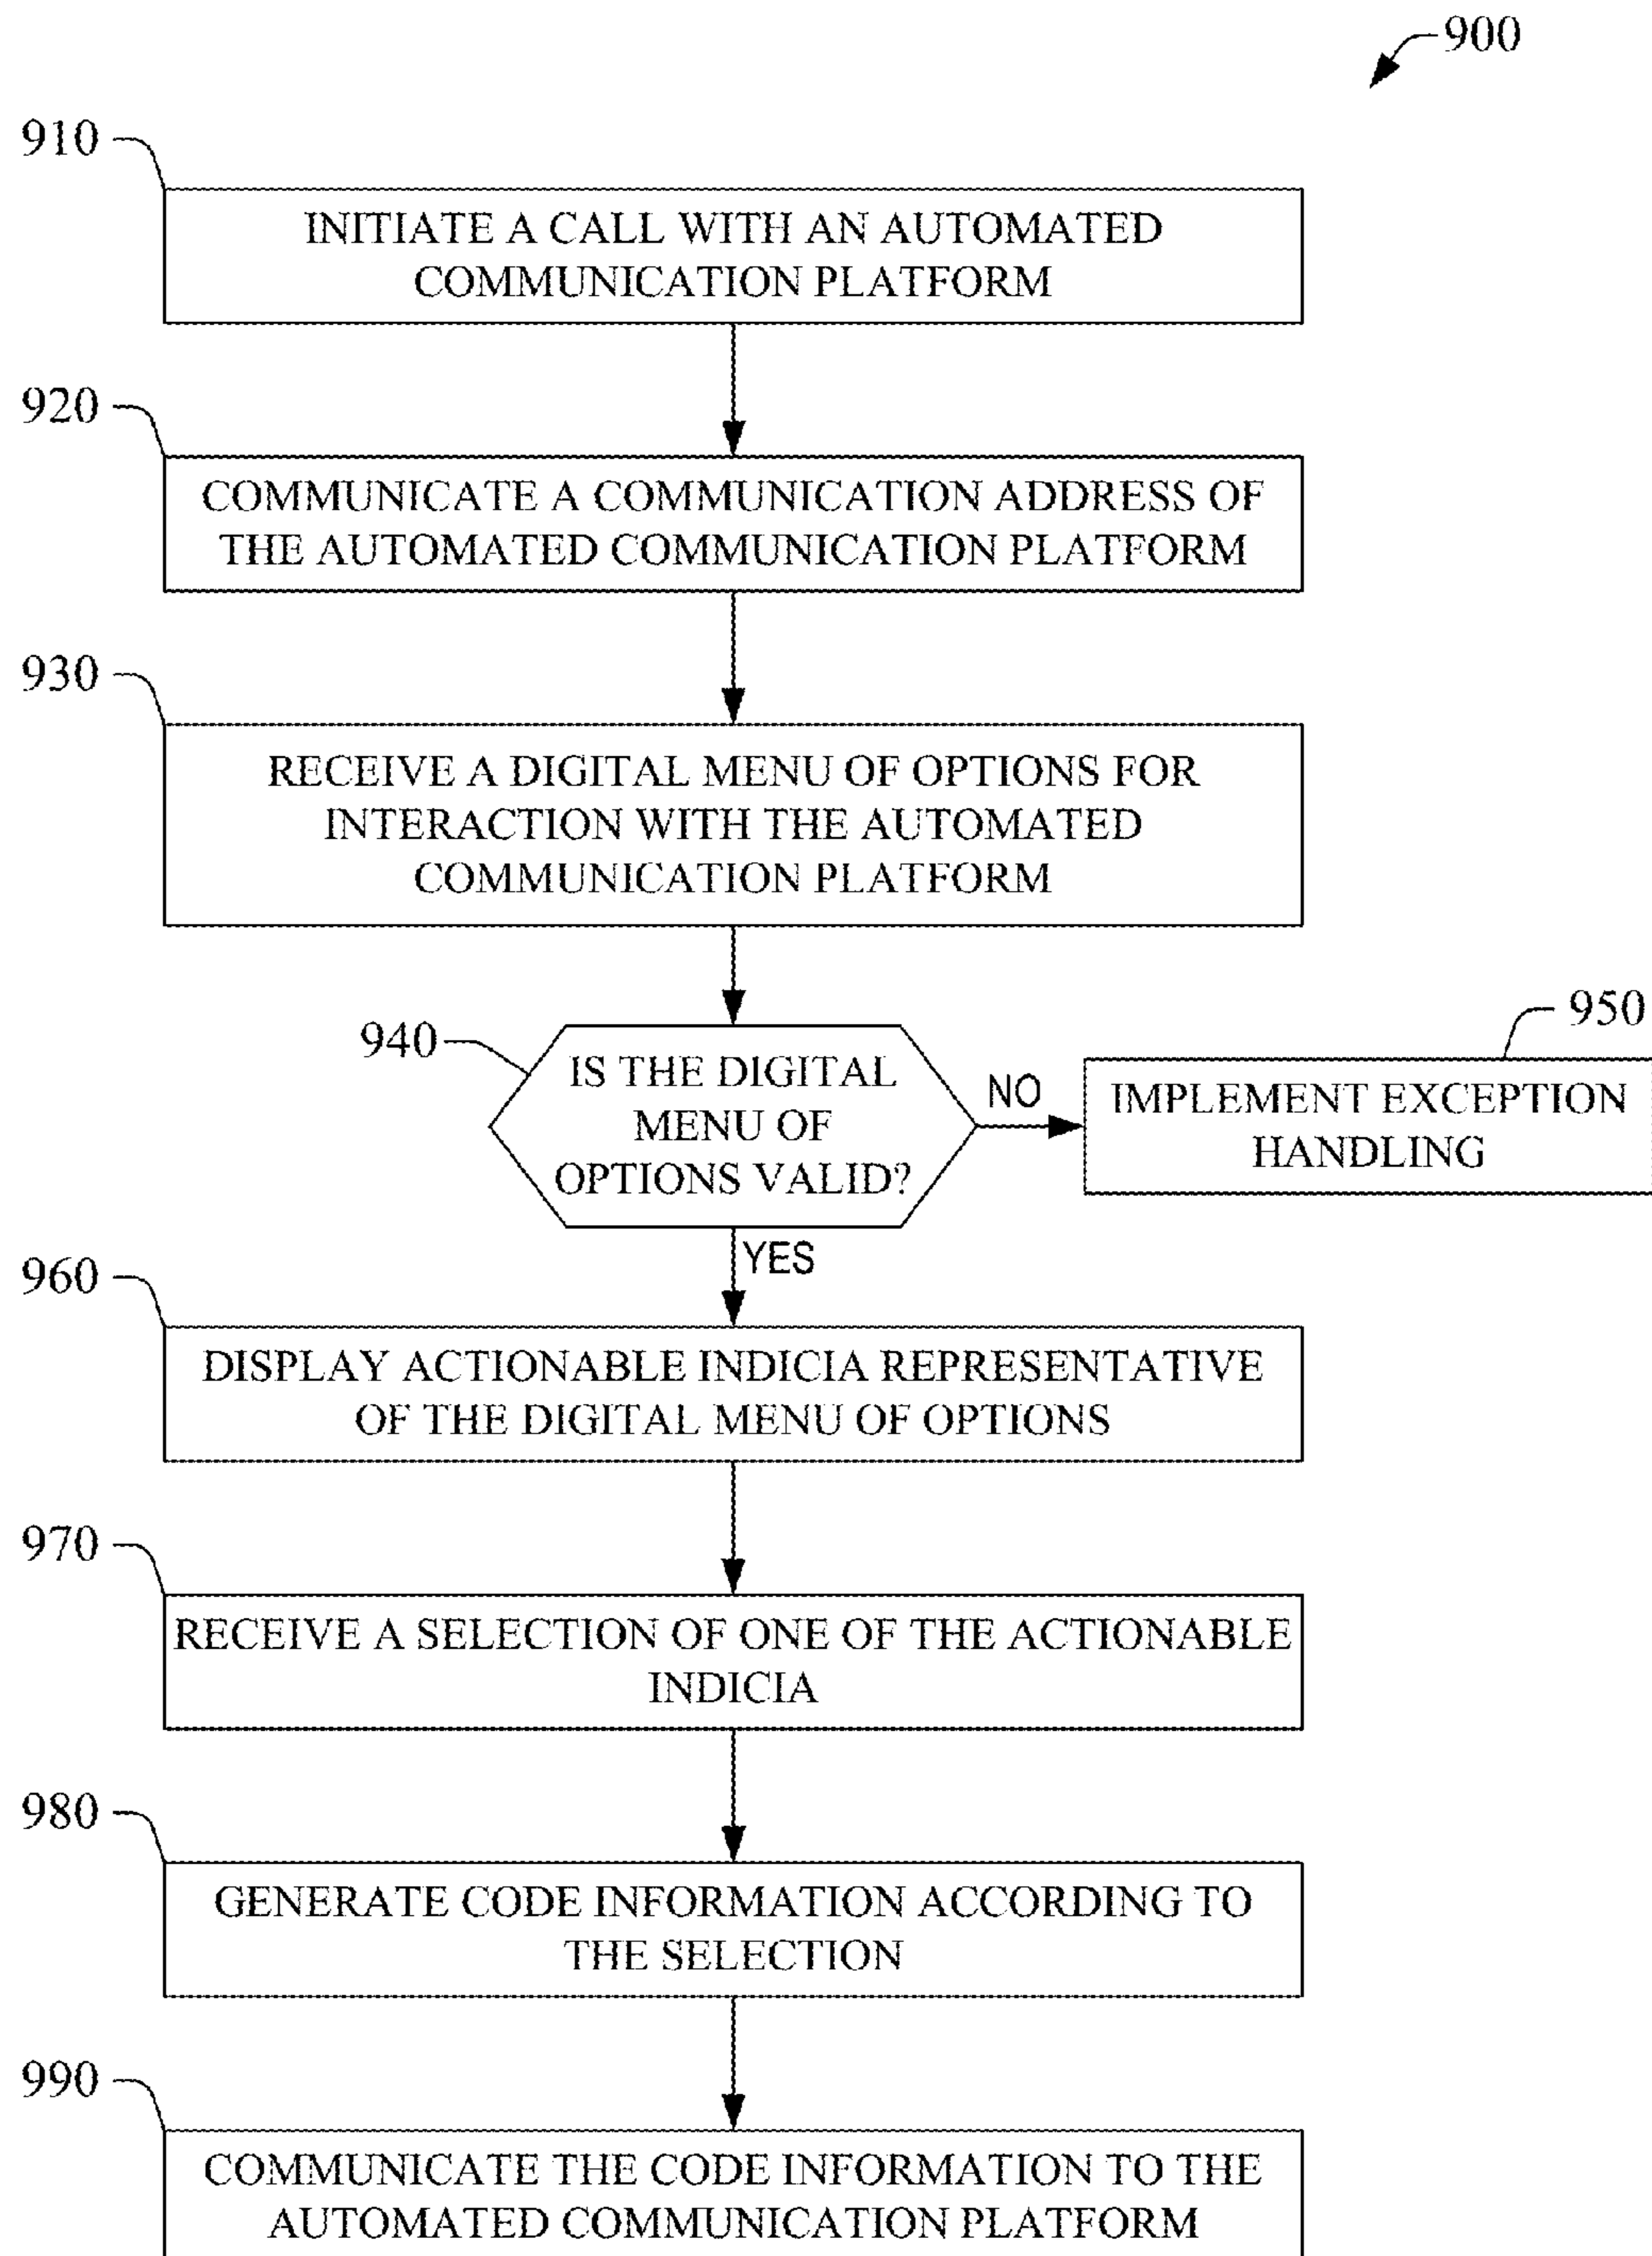 900
910
INITIATE A CALL WITH AN AUTOMATED
COMMUNICATION PLATFORM
920
COMMUNICATE A COMMUNICATION ADDRESS OF
THE AUTOMATED COMMUNICATION PLATFORM
930
RECEIVE A DIGITAL MENU OF OPTIONS FOR
INTERACTION WITH THE AUTOMATED
COMMUNICATION PLATFORM
940
IS THE DIGITAL
MENU OF
OPTIONS VALID?
NO
950
IMPLEMENT EXCEPTION
HANDLING
YES
960
DISPLAY ACTIONABLE INDICIA REPRESENTATIVE
OF THE DIGITAL MENU OF OPTIONS
970
RECEIVE A SELECTION OF ONE OF THE ACTIONABLE
INDICIA
980
GENERATE CODE INFORMATION ACCORDING TO
THE SELECTION
990
COMMUNICATE THE CODE INFORMATION TO THE
AUTOMATED COMMUNICATION PLATFORM